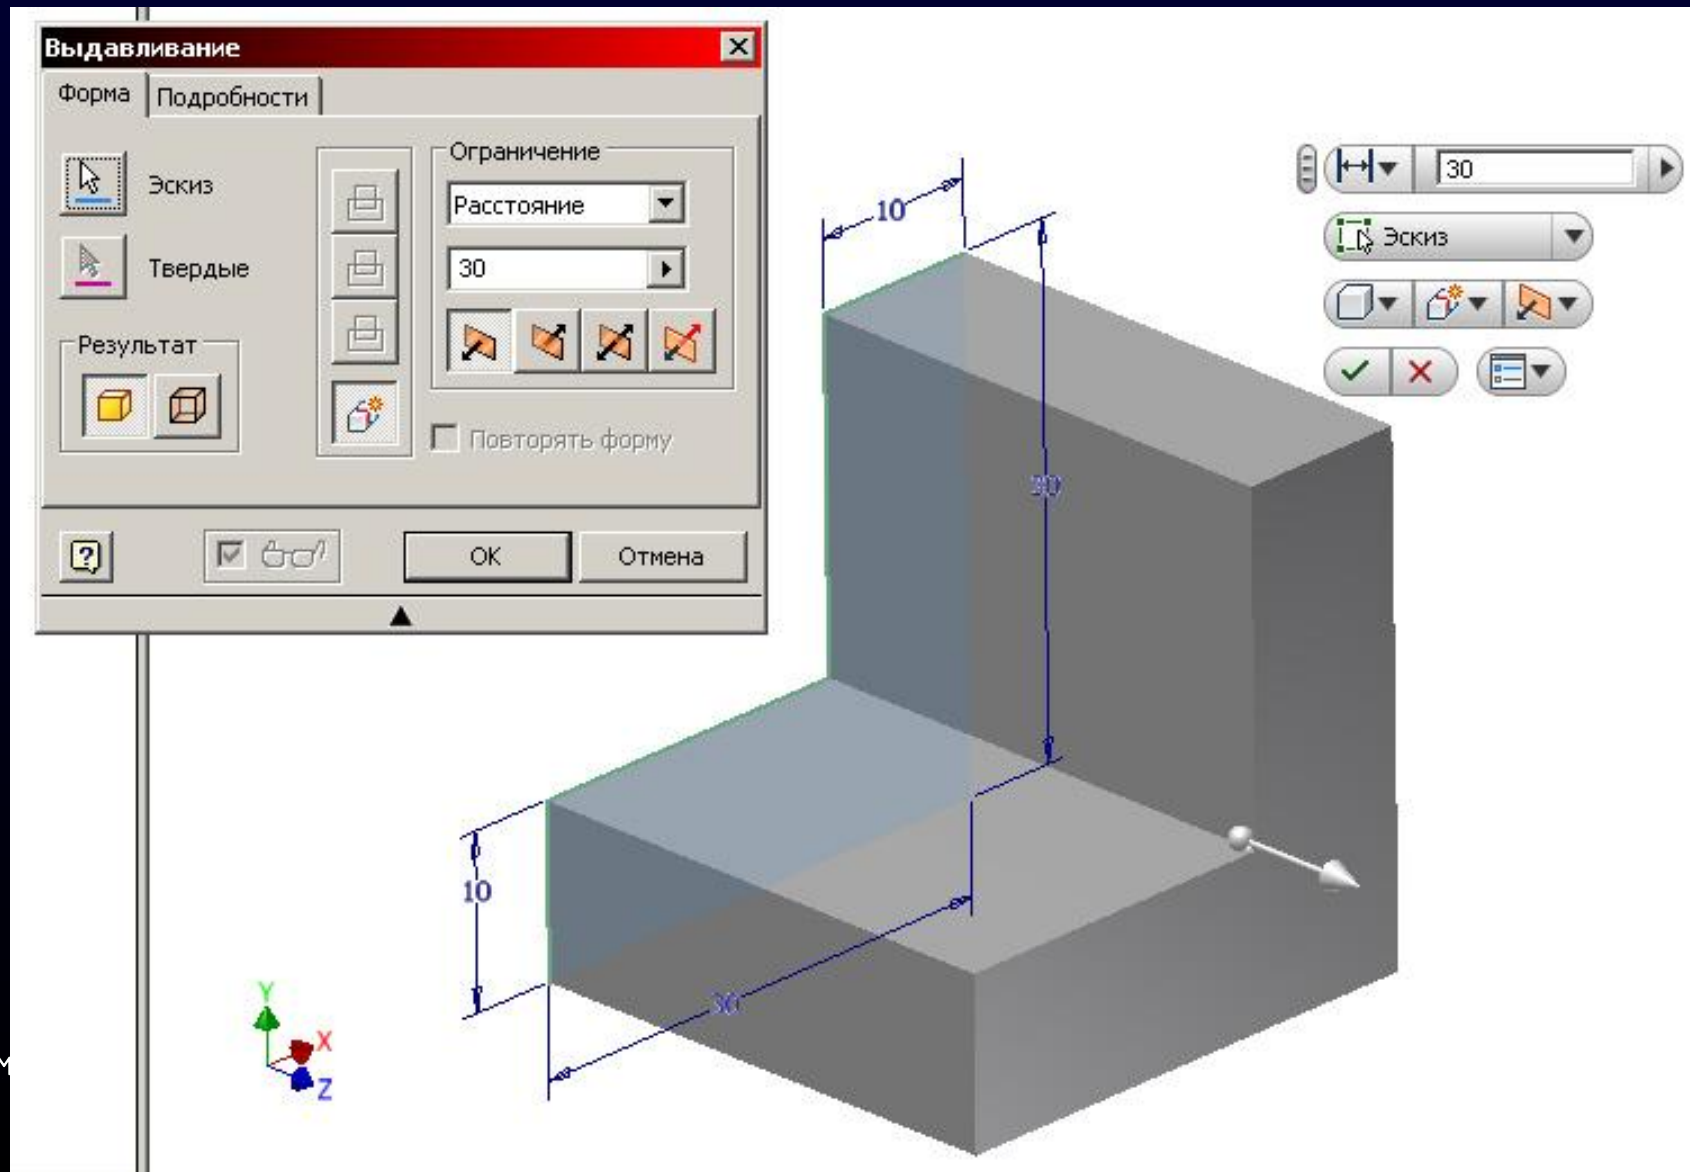 Выдавливание
Форма
Подробности
Эскиз
Твердые
Результат
Ограничение
Расстояние
30
Повторять форму
OK
Отмена
30
Эскиз
10
30
10
30
Y
X
Z
М